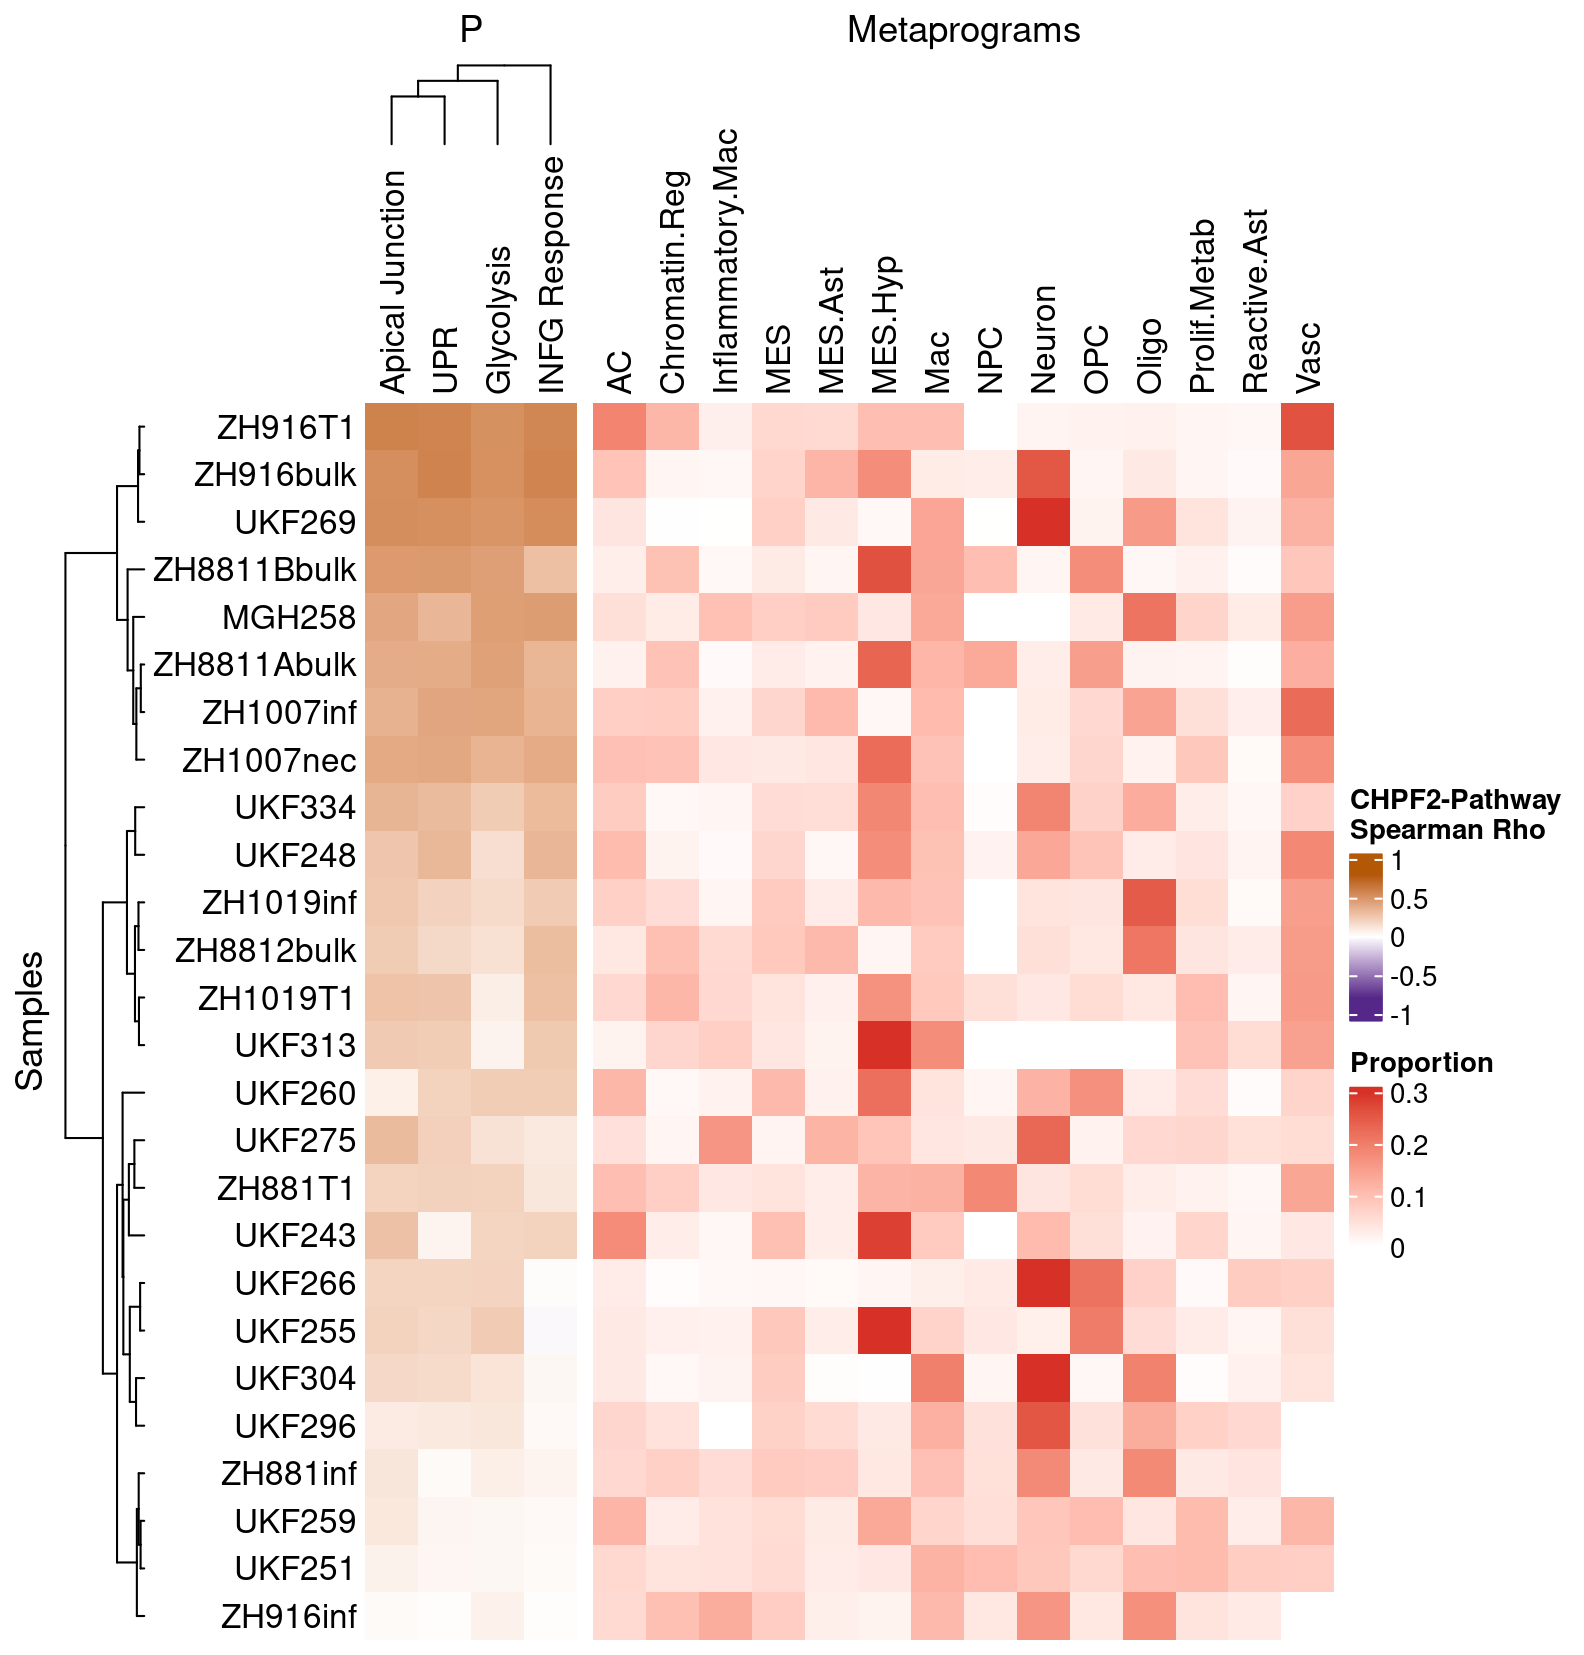 P
Metaprograms
Apical Junction
UPR
Glycolysis
INFG Response
AC
Chromatin.Reg
Inflammatory.Mac
MES
MES.Ast
MES.Hyp
Mac
NPC
Neuron
OPC
Oligo
Prolif.Metab
Reactive.Ast
Vasc
Samples
ZH916T1
ZH916bulk
UKF269
ZH8811Bbulk
MGH258
ZH8811Abulk
ZH1007inf
ZH1007nec
UKF334
UKF248
ZH1019inf
ZH8812bulk
ZH1019T1
UKF313
UKF260
UKF275
ZH881T1
UKF243
UKF266
UKF255
UKF304
UKF296
ZH881inf
UKF259
UKF251
ZH916inf
CHPF2-Pathway
Spearman Rho
1
0.5
0
-0.5
-1
Proportion
0.3
0.2
0.1
0